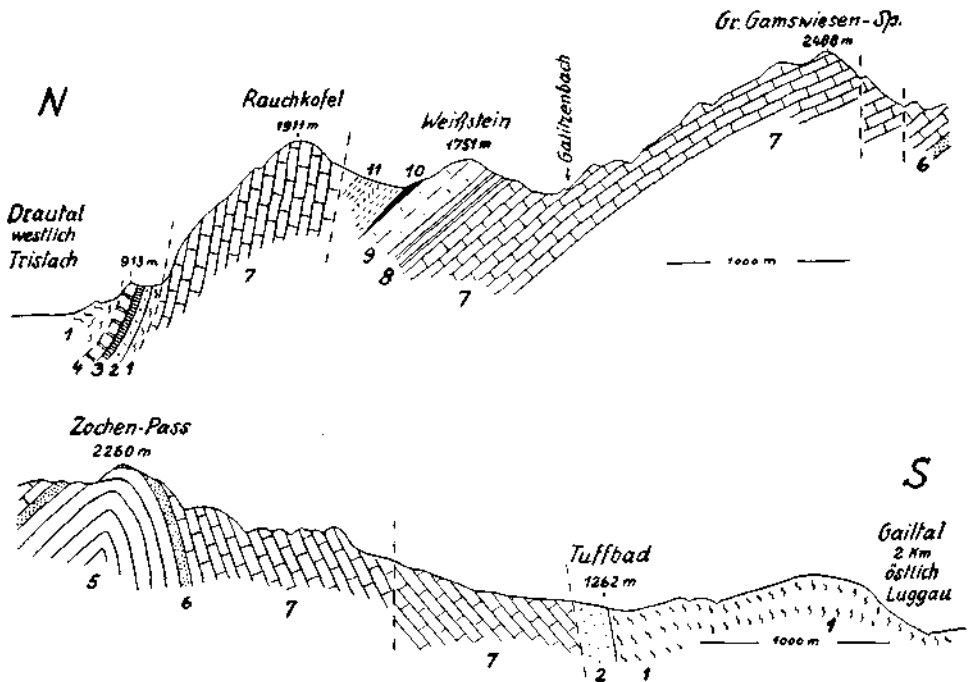 Gr. Gamswiesen-Sp.
2488 m
N
Rauchkofel
1911 m
Weißstein
1751 m
Galitzenbach
7
6
11
10
Drautal
westlich
Tristach
913 m
9
8
7
7
1000 m
1
4
3
2
1
Zochen-Pass
2260 m
S
Gailtal
2 Km
östlich
Luggau
Tuffbad
1262 m
5
6
7
7
2
1
1
1000 m